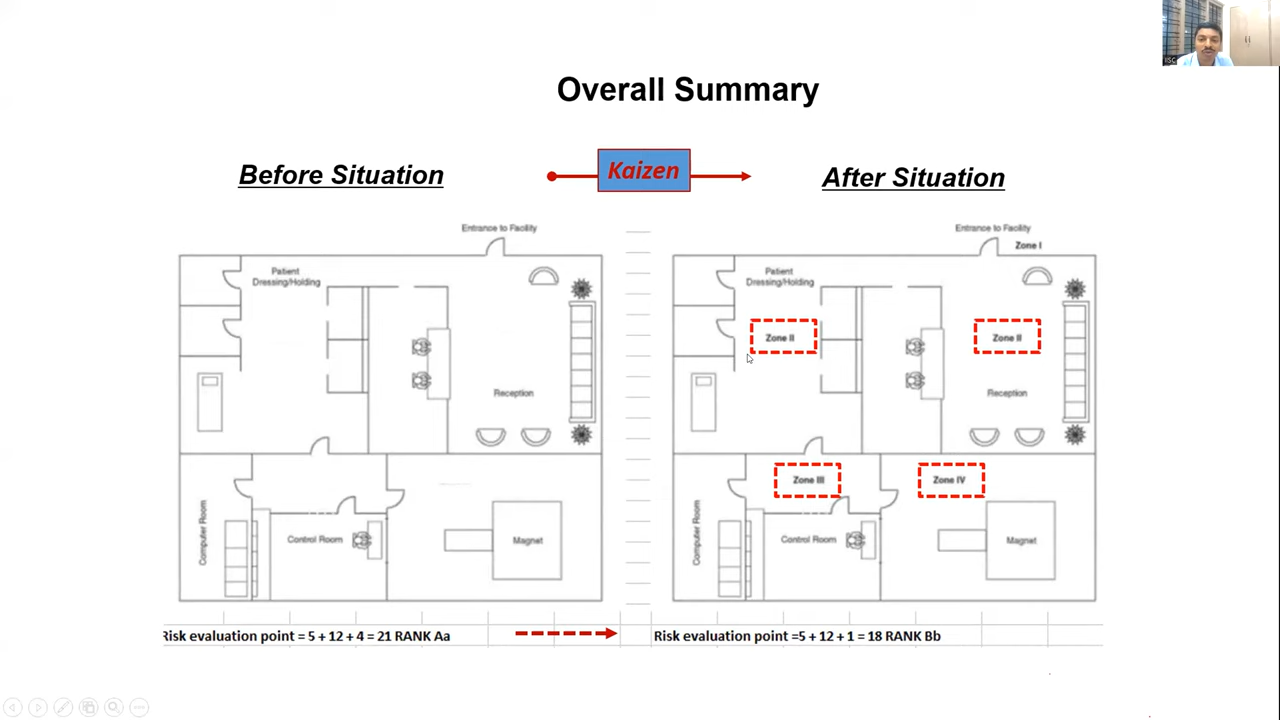 Overall Summary
Before Situation
Kaizen
After Situation
Entrance to Facility
Patient
Dressing/Holding
Reception
Computer Room
Control Room
Magnet
Entrance to Facility
Zone I
Patient
Dressing/Holding
Zone II
Zone II
Reception
Zone III
Zone IV
Computer Room
Control Room
Magnet
Risk evaluation point = 5 + 12 + 4 = 21 RANK Aa
Risk evaluation point =5 + 12 + 1 = 18 RANK Bb